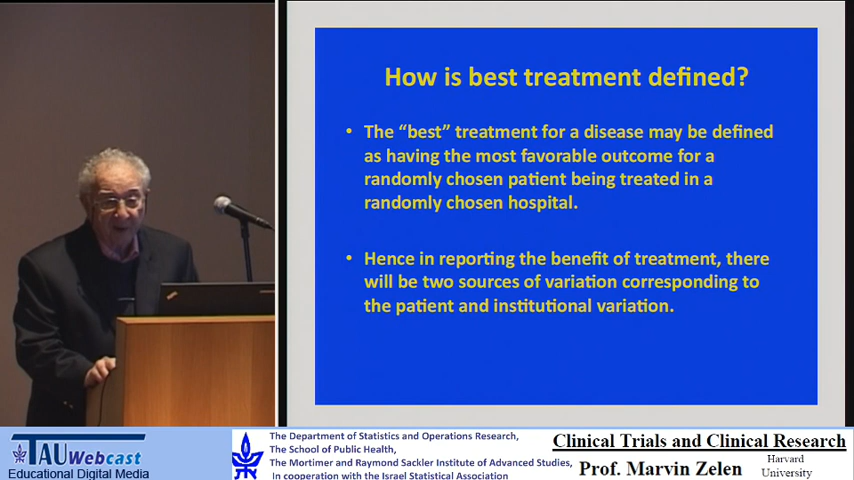 How is best treatment defined?
• The “best” treatment for a disease may be defined
as having the most favorable outcome for a
randomly chosen patient being treated in a
randomly chosen hospital.
• Hence in reporting the benefit of treatment, there
will be two sources of variation corresponding to
the patient and institutional variation.
TAU Webcast
Educational Digital Media
The Department of Statistics and Operations Research,
The School of Public Health,
The Mortimer and Raymond Sackler Institute of Advanced Studies,
In cooperation with the Israel Statistical Association
Clinical Trials and Clinical Research
Prof. Marvin Zelen
Harvard
University